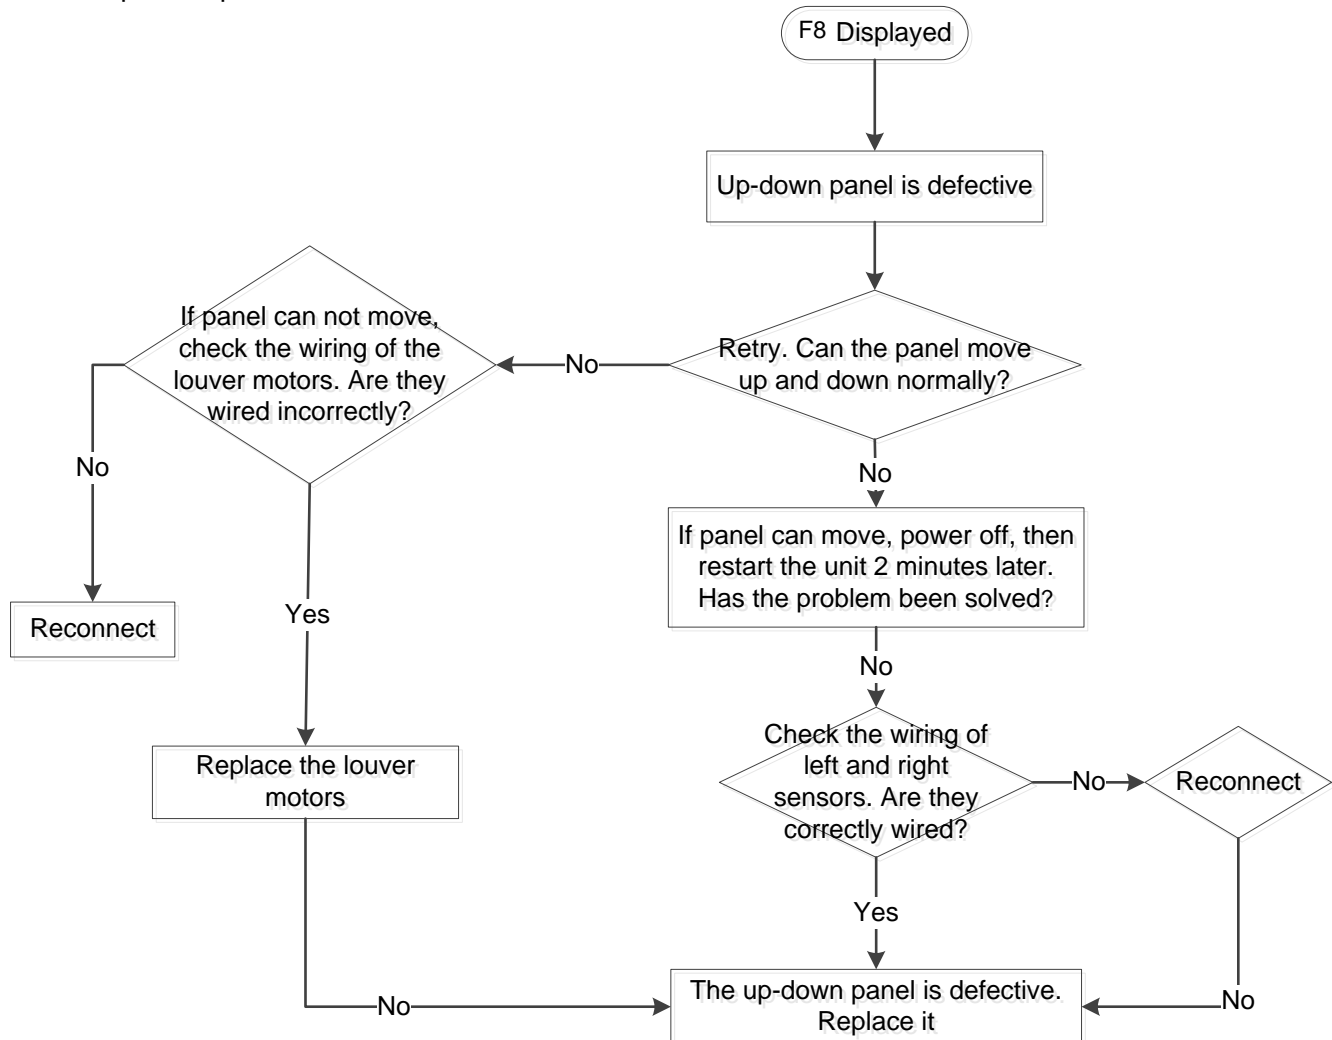 F8 Displayed
Up-down panel is defective
If panel can not move,
check the wiring of the
louver motors. Are they
wired incorrectly?
No
Retry. Can the panel move
up and down normally?
No
No
If panel can move, power off, then
restart the unit 2 minutes later.
Has the problem been solved?
Reconnect
Yes
No
Replace the louver
motors
Check the wiring of
left and right
sensors. Are they
correctly wired?
No
Reconnect
Yes
No
The up-down panel is defective.
Replace it
No